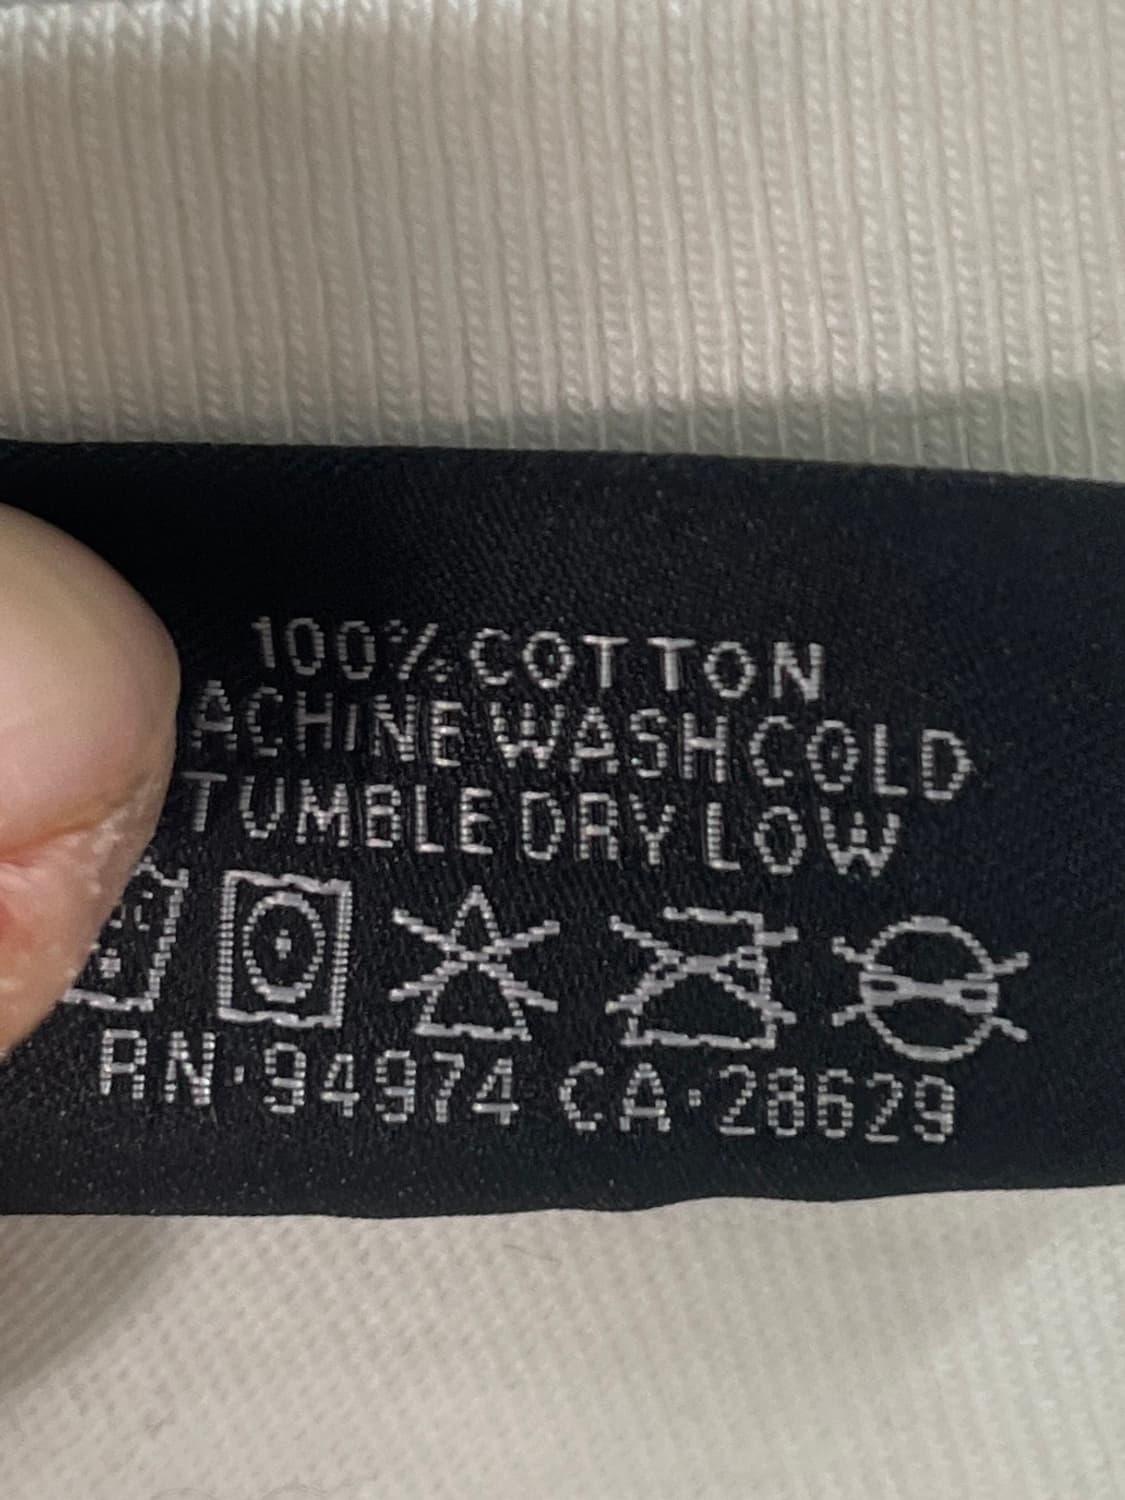 100% COTTON
ACHINE WASH COLD
TUMBLE DRY LOW
RN·94974 CA·28629